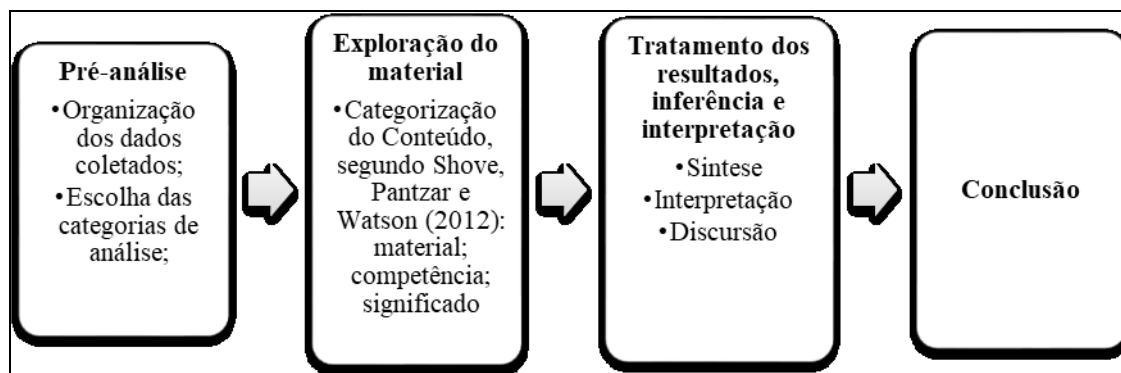 Pré-análise
•Organização
dos dados
coletados;
•Escolha das
categorias de
análise;
Exploração do
material
•Categorização
do Conteúdo,
segundo Shove,
Pantzar e
Watson (2012):
material;
competência;
significado
Tratamento dos
resultados,
inferência e
interpretação
•Sintese
•Interpretação
•Discursão
Conclusão